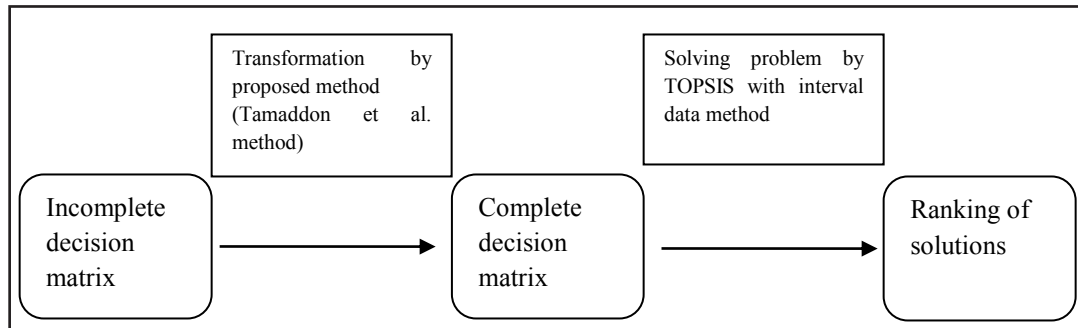 Transformation by
proposed method
(Tamaddon et al.
method)
Solving problem by
TOPSIS with interval
data method
Incomplete
decision
matrix
Complete
decision
matrix
Ranking of
solutions